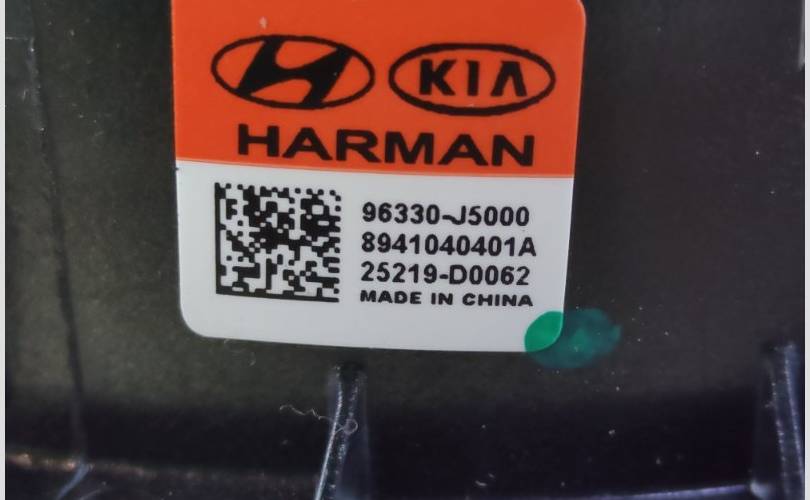 KIA
HARMAN
96330-J5000
8941040401A
25219-D0062
MADE IN CHINA